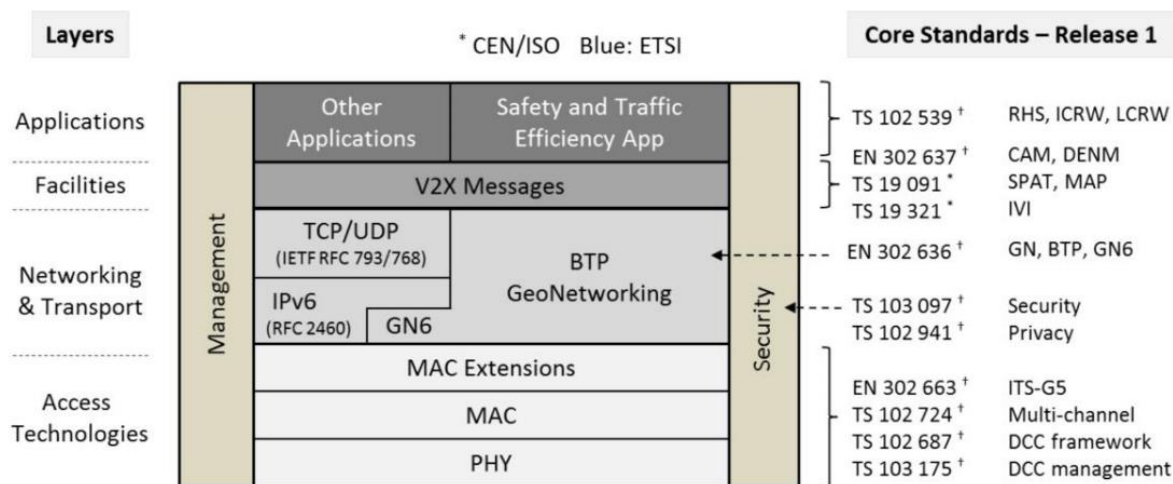 Layers
* CEN/ISO Blue: ETSI
Core Standards – Release 1
Applications
Facilities
Networking
& Transport
Access
Technologies
Management
Other
Applications
Safety and Traffic
Efficiency App
V2X Messages
TCP/UDP
(IETF RFC 793/768)
IPv6
(RFC 2460)
GN6
BTP
GeoNetworking
MAC Extensions
MAC
PHY
Security
TS 102 539 † RHS, ICRW, LCRW
EN 302 637 † CAM, DENM
TS 19 091 * SPAT, MAP
TS 19 321 * IVI
EN 302 636 † GN, BTP, GN6
TS 103 097 † Security
TS 102 941 † Privacy
EN 302 663 † ITS-G5
TS 102 724 † Multi-channel
TS 102 687 † DCC framework
TS 103 175 † DCC management